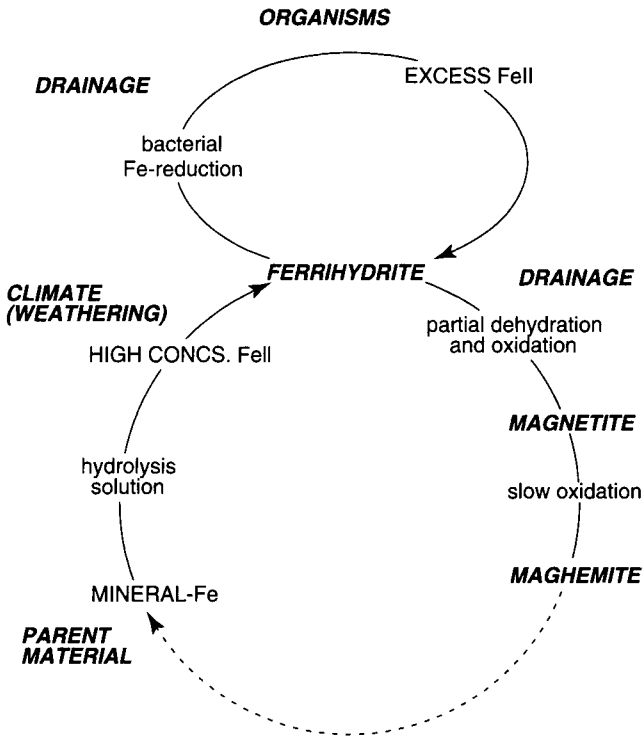 ORGANISMS
EXCESS FeII
DRAINAGE
bacterial
Fe-reduction
FERRIHYDRITE
DRAINAGE
CLIMATE
(WEATHERING)
partial dehydration
and oxidation
HIGH CONCS. FeII
MAGNETITE
hydrolysis
solution
slow oxidation
MAGHEMITE
MINERAL-Fe
PARENT
MATERIAL